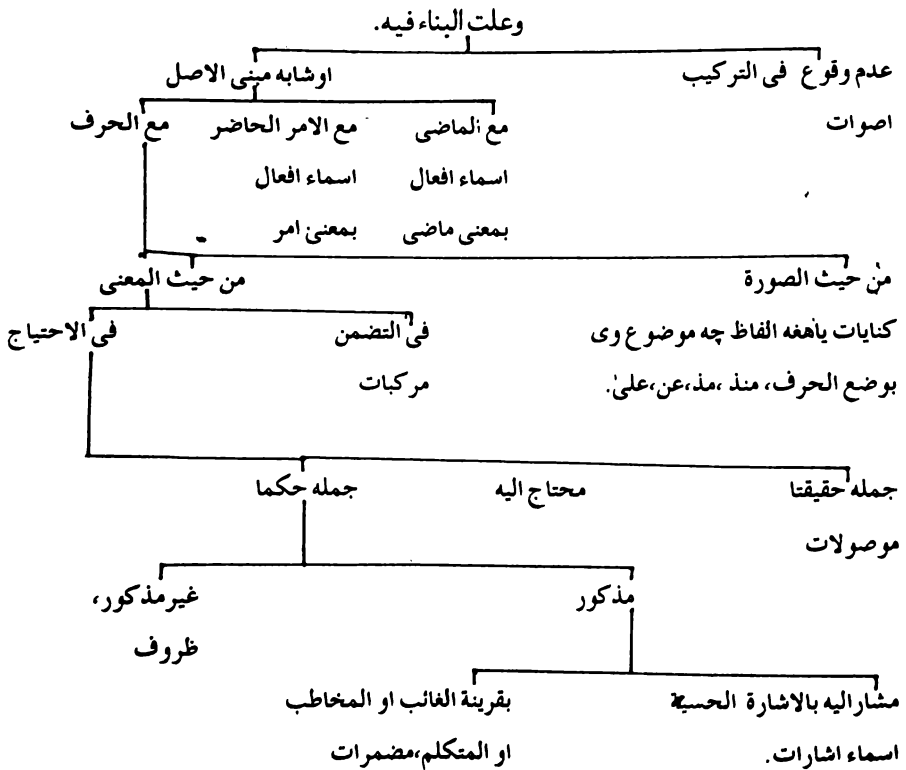 وعلت البناء فيه.
عدم وقوع فى التركيب
اوشابه مبنى الاصل
اصوات
مع الماضى
مع الامر الحاضر
مع الحرف
اسماء افعال
اسماء افعال
بمعنى ماضى
بمعنىٰ امر
من حيث الصورة
من حيث المعنى
كنايات ياهغه الفاظ چه موضوع وى
فى التضمن
فى الاحتياج
بوضع الحرف، منذ ،مذ،عن،علىٰ.
مركبات
جمله حقيقتا
محتاج اليه
جمله حكما
موصولات
مذكور
غيرمذكور،
ظروف
مشاراليه بالاشارة الحسية
بقرينة الغائب او المخاطب
اسماء اشارات.
او المتكلم،مضمرات